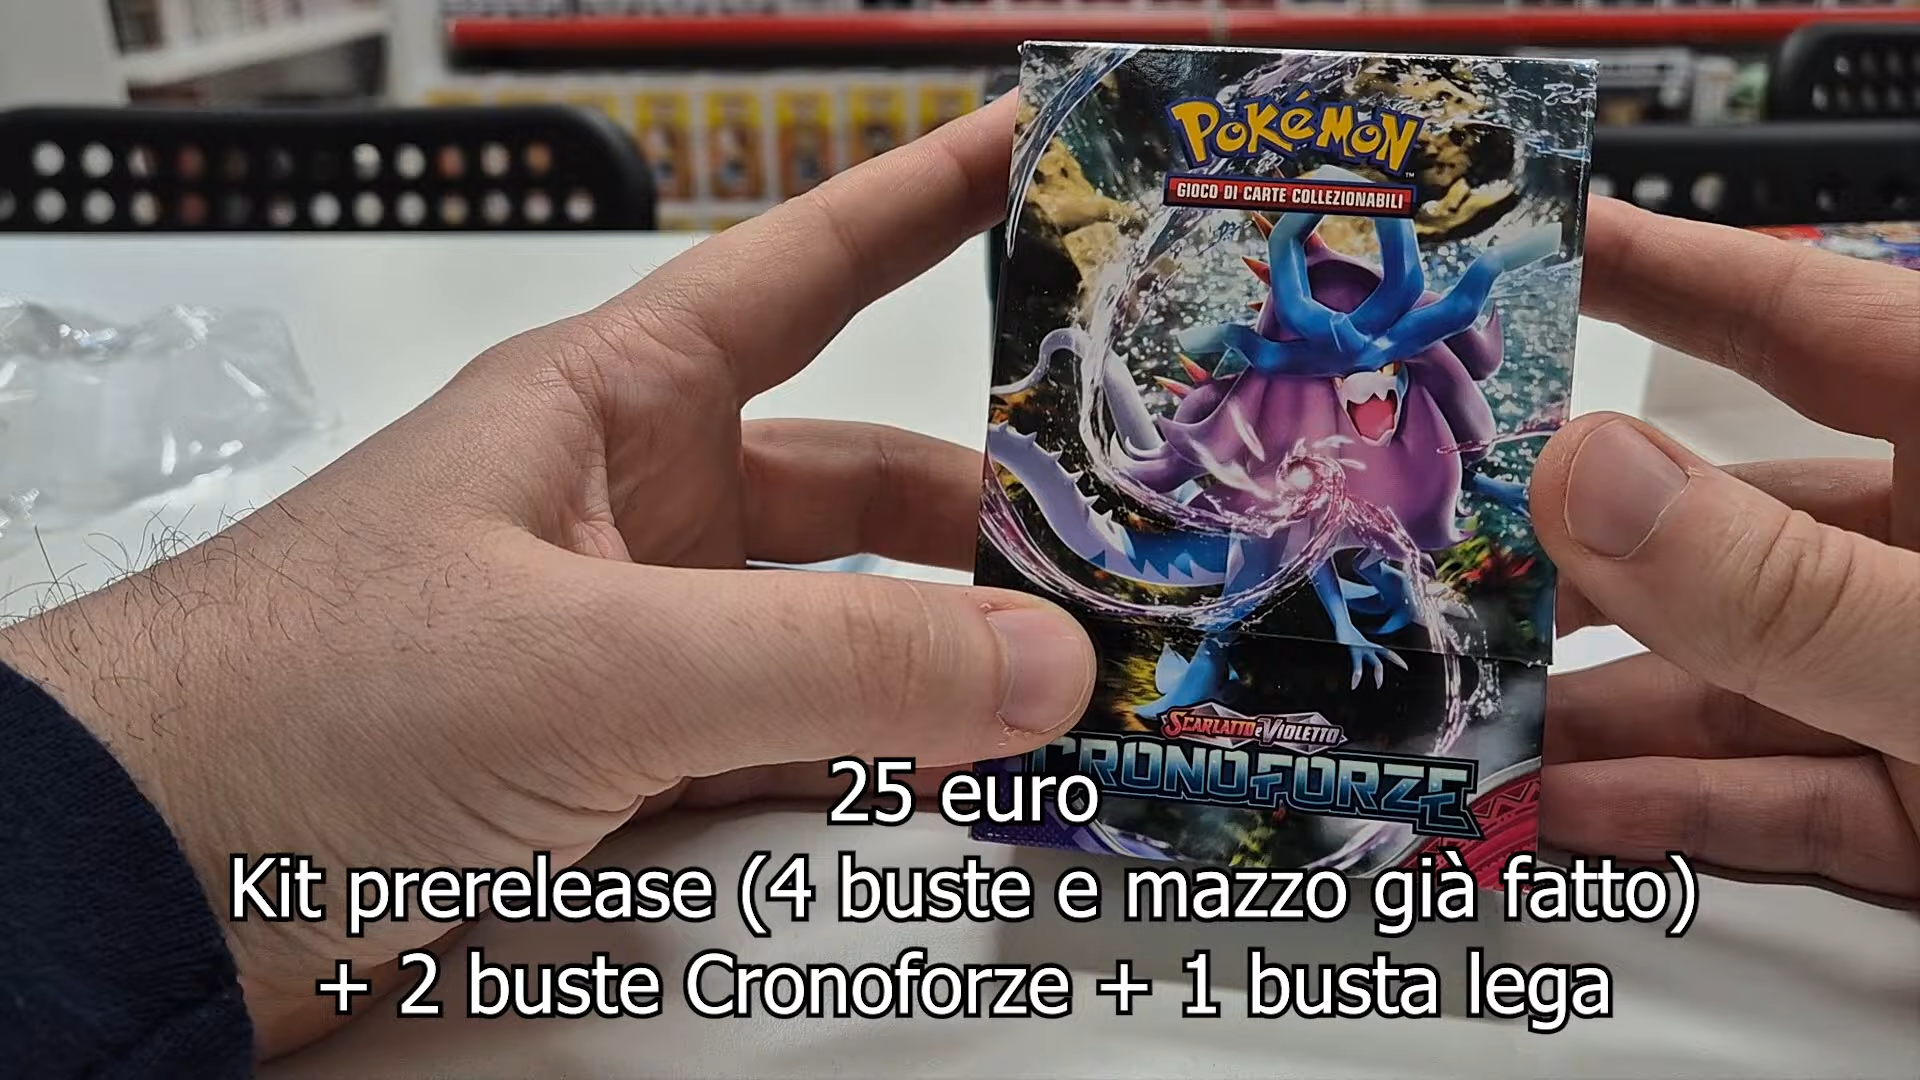 POKÉMON
GIOCO DI CARTE COLLEZIONABILI
SCARLATTO e VIOLETTO
CRONOFORZE
25 euro
Kit prerelease (4 buste e mazzo già fatto)
+ 2 buste Cronoforze + 1 busta lega